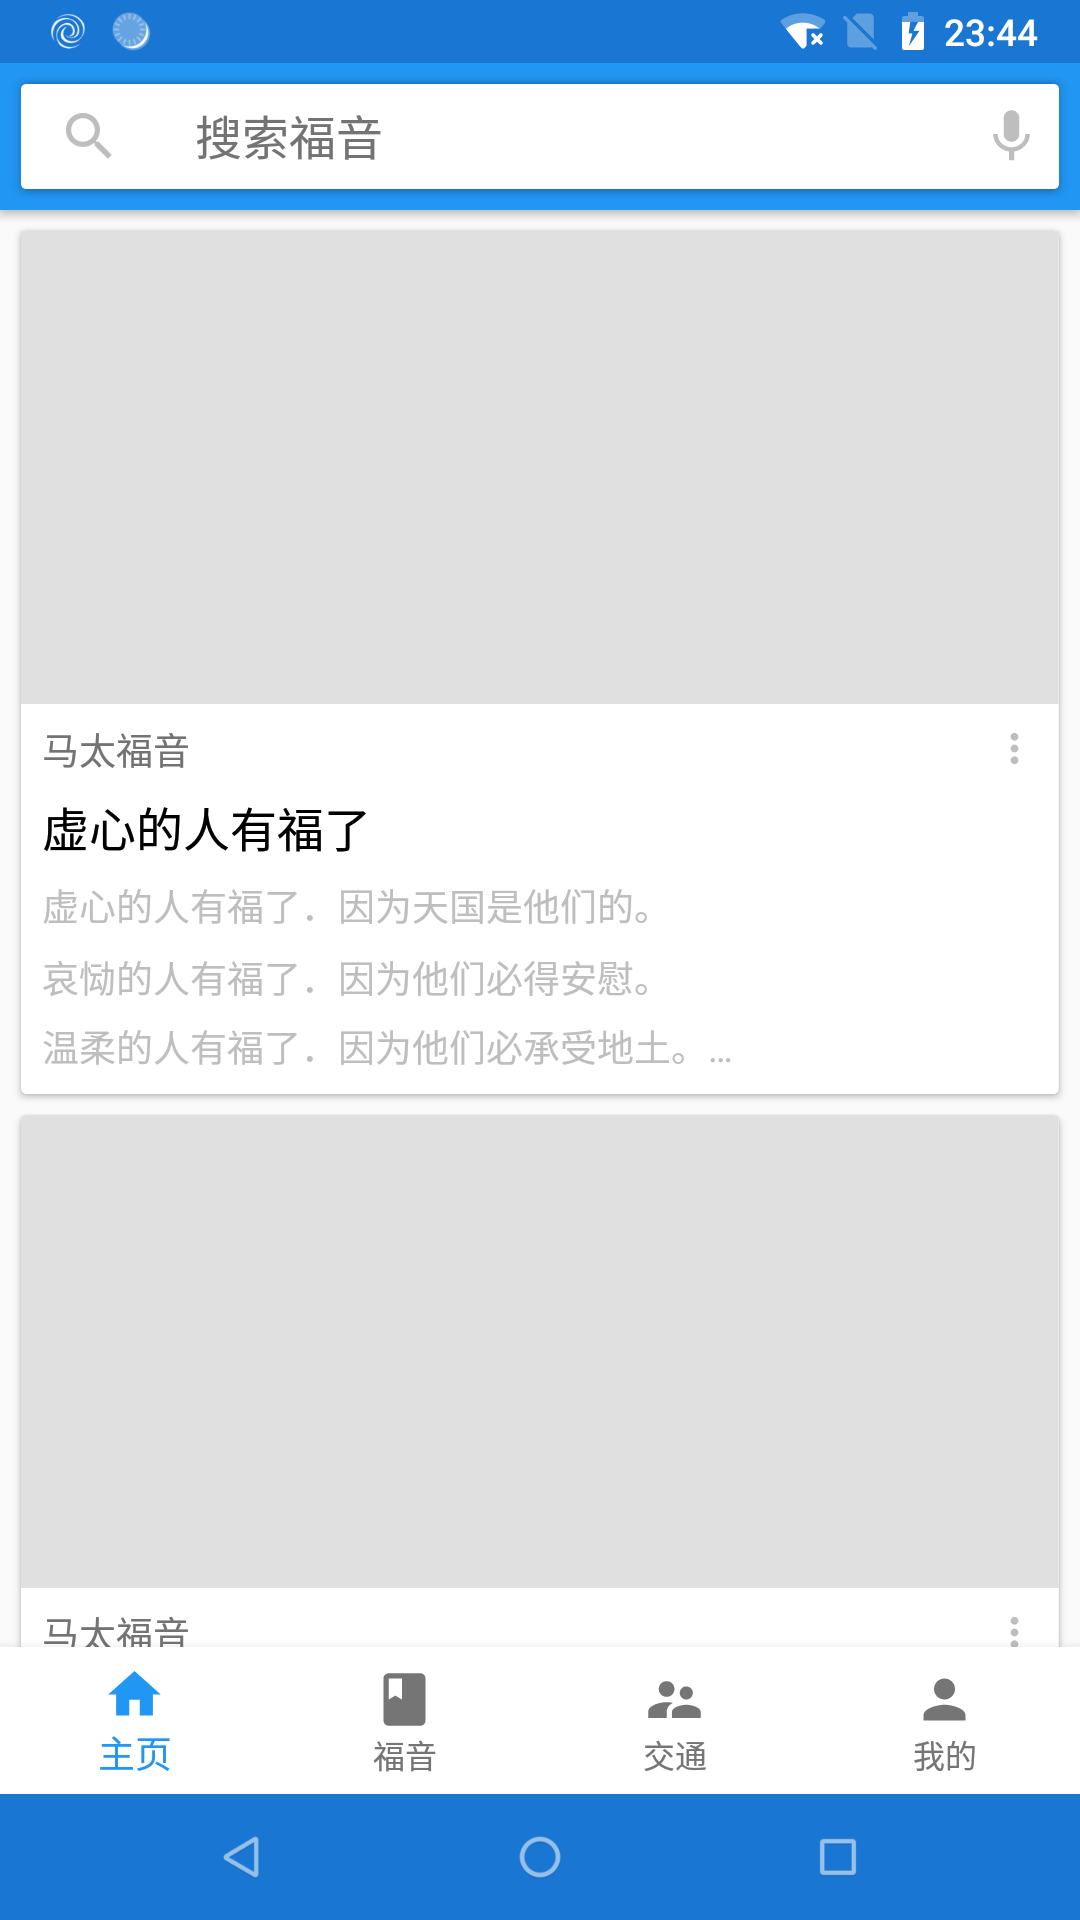 23:44
搜索福音
马太福音
虚心的人有福了
虚心的人有福了．因为天国是他们的。
哀恸的人有福了．因为他们必得安慰。
温柔的人有福了．因为他们必承受地土。...
马太福音
主页
福音
交通
我的